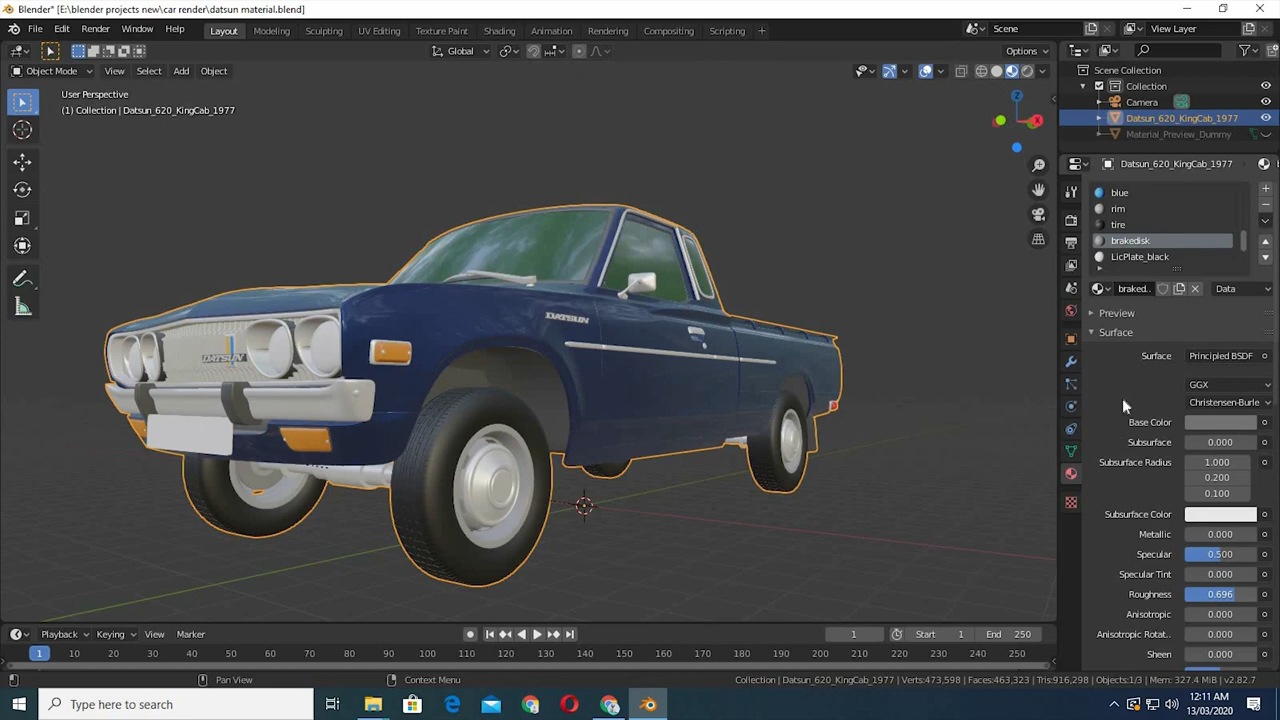 Blender* [E:\blender projects new\car render\datsun material.blend]
File Edit Render Window Help Layout Modeling Sculpting UV Editing Texture Paint Shading Animation Rendering Compositing Scripting + Scene View Layer
Global Options
Object Mode View Select Add Object
Scene Collection
Collection
Camera
Datsun_620_KingCab_1977
Material_Preview_Dummy
User Perspective
(1) Collection | Datsun_620_KingCab_1977
Z
X
DATSUN
DATSUN
Datsun_620_KingCab_1977
blue
rim
tire
brakedisk
LicPlate_black
braked.. Data
Preview
Surface
Surface Principled BSDF
GGX
Christensen-Burle
Base Color
Subsurface 0.000
Subsurface Radius 1.000
0.200
0.100
Subsurface Color
Metallic 0.000
Specular 0.500
Specular Tint 0.000
Roughness 0.696
Anisotropic 0.000
Anisotropic Rotat.. 0.000
Sheen 0.000
Playback Keying View Marker 1 Start 1 End 250
1 10 20 30 40 50 60 70 80 90 100 110 120 130 140 150 160 170 180 190 200 210 220 230 240 250
Pan View Context Menu Collection | Datsun_620_KingCab_1977 | Verts:473,598 | Faces:463,323 | Tris:916,298 | Objects:1/3 | Mem: 327.4 MiB | v2.82.7
Type here to search
12:11 AM
13/03/2020